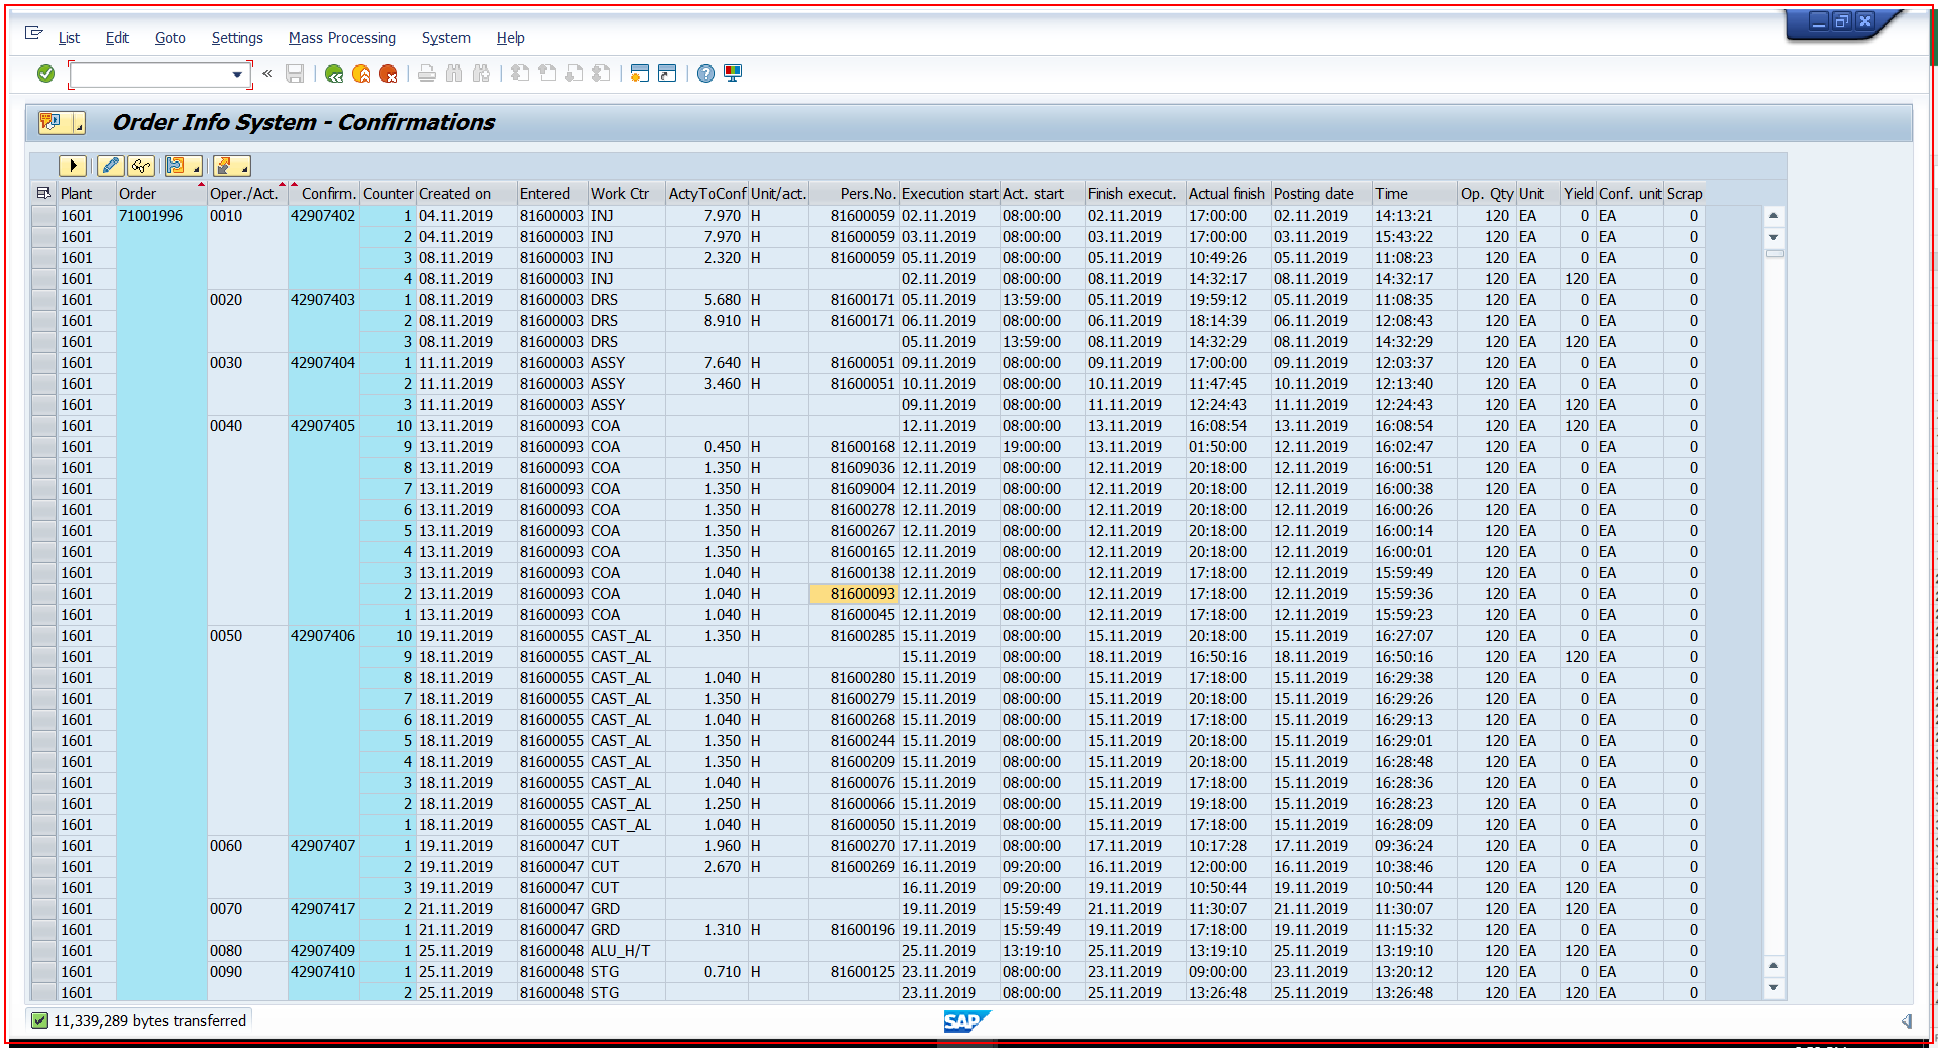 List Edit Goto Settings Mass Processing System Help
Order Info System - Confirmations
Plant Order Oper./Act. Confirm. Counter Created on Entered Work Ctr ActyToConf Unit/act. Pers.No. Execution start Act. start Finish execut. Actual finish Posting date Time Op. Qty Unit Yield Conf. unit Scrap
1601 71001996 0010 42907402 1 04.11.2019 81600003 INJ 7.970 H 81600059 02.11.2019 08:00:00 02.11.2019 17:00:00 02.11.2019 14:13:21 120 EA 0 EA 0
1601 2 04.11.2019 81600003 INJ 7.970 H 81600059 03.11.2019 08:00:00 03.11.2019 17:00:00 03.11.2019 15:43:22 120 EA 0 EA 0
1601 3 08.11.2019 81600003 INJ 2.320 H 81600059 05.11.2019 08:00:00 05.11.2019 10:49:26 05.11.2019 11:08:23 120 EA 0 EA 0
1601 4 08.11.2019 81600003 INJ 02.11.2019 08:00:00 08.11.2019 14:32:17 08.11.2019 14:32:17 120 EA 120 EA 0
1601 0020 42907403 1 08.11.2019 81600003 DRS 5.680 H 81600171 05.11.2019 13:59:00 05.11.2019 19:59:12 05.11.2019 11:08:35 120 EA 0 EA 0
1601 2 08.11.2019 81600003 DRS 8.910 H 81600171 06.11.2019 08:00:00 06.11.2019 18:14:39 06.11.2019 12:08:43 120 EA 0 EA 0
1601 3 08.11.2019 81600003 DRS 05.11.2019 13:59:00 08.11.2019 14:32:29 08.11.2019 14:32:29 120 EA 120 EA 0
1601 0030 42907404 1 11.11.2019 81600003 ASSY 7.640 H 81600051 09.11.2019 08:00:00 09.11.2019 17:00:00 09.11.2019 12:03:37 120 EA 0 EA 0
1601 2 11.11.2019 81600003 ASSY 3.460 H 81600051 10.11.2019 08:00:00 10.11.2019 11:47:45 10.11.2019 12:13:40 120 EA 0 EA 0
1601 3 11.11.2019 81600003 ASSY 09.11.2019 08:00:00 11.11.2019 12:24:43 11.11.2019 12:24:43 120 EA 120 EA 0
1601 0040 42907405 10 13.11.2019 81600093 COA 12.11.2019 08:00:00 13.11.2019 16:08:54 13.11.2019 16:08:54 120 EA 120 EA 0
1601 9 13.11.2019 81600093 COA 0.450 H 81600168 12.11.2019 19:00:00 13.11.2019 01:50:00 12.11.2019 16:02:47 120 EA 0 EA 0
1601 8 13.11.2019 81600093 COA 1.350 H 81609036 12.11.2019 08:00:00 12.11.2019 20:18:00 12.11.2019 16:00:51 120 EA 0 EA 0
1601 7 13.11.2019 81600093 COA 1.350 H 81609004 12.11.2019 08:00:00 12.11.2019 20:18:00 12.11.2019 16:00:38 120 EA 0 EA 0
1601 6 13.11.2019 81600093 COA 1.350 H 81600278 12.11.2019 08:00:00 12.11.2019 20:18:00 12.11.2019 16:00:26 120 EA 0 EA 0
1601 5 13.11.2019 81600093 COA 1.350 H 81600267 12.11.2019 08:00:00 12.11.2019 20:18:00 12.11.2019 16:00:14 120 EA 0 EA 0
1601 4 13.11.2019 81600093 COA 1.350 H 81600165 12.11.2019 08:00:00 12.11.2019 20:18:00 12.11.2019 16:00:01 120 EA 0 EA 0
1601 3 13.11.2019 81600093 COA 1.040 H 81600138 12.11.2019 08:00:00 12.11.2019 17:18:00 12.11.2019 15:59:49 120 EA 0 EA 0
1601 2 13.11.2019 81600093 COA 1.040 H 81600093 12.11.2019 08:00:00 12.11.2019 17:18:00 12.11.2019 15:59:36 120 EA 0 EA 0
1601 1 13.11.2019 81600093 COA 1.040 H 81600045 12.11.2019 08:00:00 12.11.2019 17:18:00 12.11.2019 15:59:23 120 EA 0 EA 0
1601 0050 42907406 10 19.11.2019 81600055 CAST_AL 1.350 H 81600285 15.11.2019 08:00:00 15.11.2019 20:18:00 15.11.2019 16:27:07 120 EA 0 EA 0
1601 9 18.11.2019 81600055 CAST_AL 15.11.2019 08:00:00 18.11.2019 16:50:16 18.11.2019 16:50:16 120 EA 120 EA 0
1601 8 18.11.2019 81600055 CAST_AL 1.040 H 81600280 15.11.2019 08:00:00 15.11.2019 17:18:00 15.11.2019 16:29:38 120 EA 0 EA 0
1601 7 18.11.2019 81600055 CAST_AL 1.350 H 81600279 15.11.2019 08:00:00 15.11.2019 20:18:00 15.11.2019 16:29:26 120 EA 0 EA 0
1601 6 18.11.2019 81600055 CAST_AL 1.040 H 81600268 15.11.2019 08:00:00 15.11.2019 17:18:00 15.11.2019 16:29:13 120 EA 0 EA 0
1601 5 18.11.2019 81600055 CAST_AL 1.350 H 81600244 15.11.2019 08:00:00 15.11.2019 20:18:00 15.11.2019 16:29:01 120 EA 0 EA 0
1601 4 18.11.2019 81600055 CAST_AL 1.350 H 81600209 15.11.2019 08:00:00 15.11.2019 20:18:00 15.11.2019 16:28:48 120 EA 0 EA 0
1601 3 18.11.2019 81600055 CAST_AL 1.040 H 81600076 15.11.2019 08:00:00 15.11.2019 17:18:00 15.11.2019 16:28:36 120 EA 0 EA 0
1601 2 18.11.2019 81600055 CAST_AL 1.250 H 81600066 15.11.2019 08:00:00 15.11.2019 19:18:00 15.11.2019 16:28:23 120 EA 0 EA 0
1601 1 18.11.2019 81600055 CAST_AL 1.040 H 81600050 15.11.2019 08:00:00 15.11.2019 17:18:00 15.11.2019 16:28:09 120 EA 0 EA 0
1601 0060 42907407 1 19.11.2019 81600047 CUT 1.960 H 81600270 17.11.2019 08:00:00 17.11.2019 10:17:28 17.11.2019 09:36:24 120 EA 0 EA 0
1601 2 19.11.2019 81600047 CUT 2.670 H 81600269 16.11.2019 09:20:00 16.11.2019 12:00:00 16.11.2019 10:38:46 120 EA 0 EA 0
1601 3 19.11.2019 81600047 CUT 16.11.2019 09:20:00 19.11.2019 10:50:44 19.11.2019 10:50:44 120 EA 120 EA 0
1601 0070 42907417 2 21.11.2019 81600047 GRD 19.11.2019 15:59:49 21.11.2019 11:30:07 21.11.2019 11:30:07 120 EA 120 EA 0
1601 1 21.11.2019 81600047 GRD 1.310 H 81600196 19.11.2019 15:59:49 19.11.2019 17:18:00 19.11.2019 11:15:32 120 EA 0 EA 0
1601 0080 42907409 1 25.11.2019 81600048 ALU_H/T 25.11.2019 13:19:10 25.11.2019 13:19:10 25.11.2019 13:19:10 120 EA 120 EA 0
1601 0090 42907410 1 25.11.2019 81600048 STG 0.710 H 81600125 23.11.2019 08:00:00 23.11.2019 09:00:00 23.11.2019 13:20:12 120 EA 0 EA 0
1601 2 25.11.2019 81600048 STG 23.11.2019 08:00:00 25.11.2019 13:26:48 25.11.2019 13:26:48 120 EA 120 EA 0
11,339,289 bytes transferred
SAP